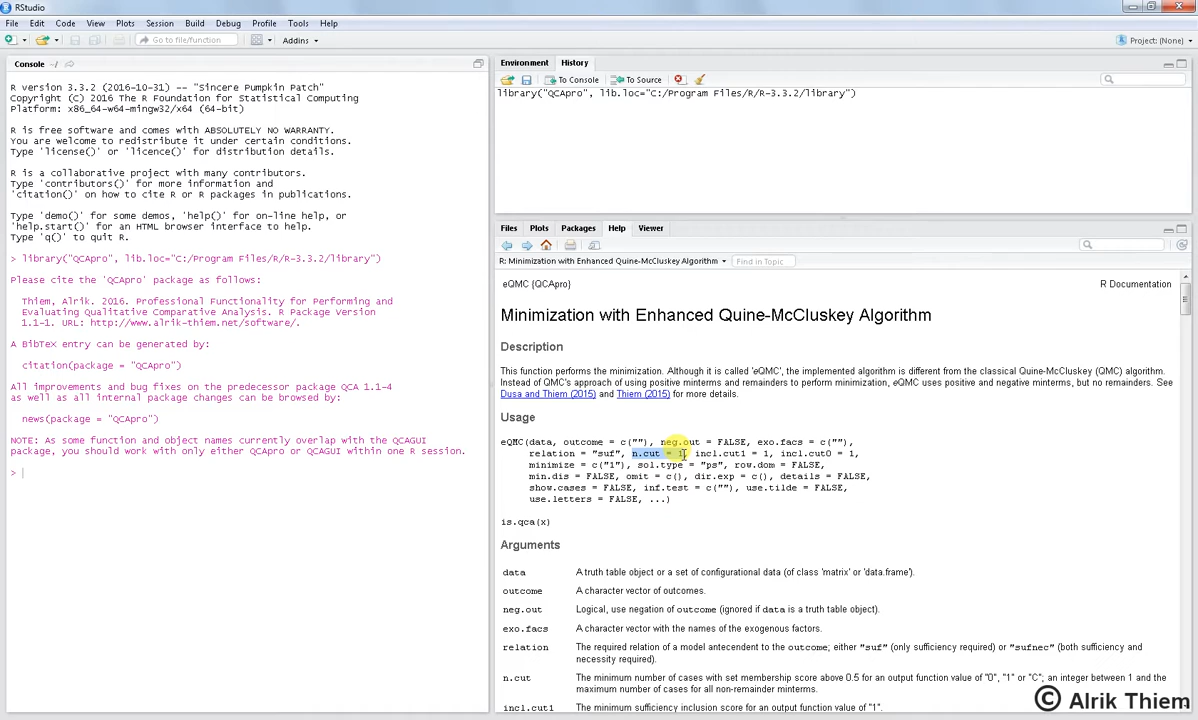 RStudio
File Edit Code View Plots Session Build Debug Profile Tools Help
Go to file/function Addins Project: (None)
Console ~/
R version 3.3.2 (2016-10-31) -- "Sincere Pumpkin Patch"
Copyright (C) 2016 The R Foundation for Statistical Computing
Platform: x86_64-w64-mingw32/x64 (64-bit)
R is free software and comes with ABSOLUTELY NO WARRANTY.
You are welcome to redistribute it under certain conditions.
Type 'license()' or 'licence()' for distribution details.
R is a collaborative project with many contributors.
Type 'contributors()' for more information and
'citation()' on how to cite R or R packages in publications.
Type 'demo()' for some demos, 'help()' for on-line help, or
'help.start()' for an HTML browser interface to help.
Type 'q()' to quit R.
> library("QCApro", lib.loc="C:/Program Files/R/R-3.3.2/library")
Please cite the 'QCApro' package as follows:
Thiem, Alrik. 2016. Professional Functionality for Performing and
Evaluating Qualitative Comparative Analysis. R Package Version
1.1-1. URL: http://www.alrik-thiem.net/software/.
A BibTex entry can be generated by:
citation(package = "QCApro")
All improvements and bug fixes on the predecessor package QCA 1.1-4
as well as all internal package changes can be browsed by:
news(package = "QCApro")
NOTE: As some function and object names currently overlap with the QCAGUI
package, you should work with only either QCApro or QCAGUI within one R session.
>
Environment History
To Console To Source
library("QCApro", lib.loc="C:/Program Files/R/R-3.3.2/library")
Files Plots Packages Help Viewer
R: Minimization with Enhanced Quine-McCluskey Algorithm Find in Topic
eQMC {QCApro} R Documentation
Minimization with Enhanced Quine-McCluskey Algorithm
Description
This function performs the minimization. Although it is called 'eQMC', the implemented algorithm is different from the classical Quine-McCluskey (QMC) algorithm.
Instead of QMC's approach of using positive minterms and remainders to perform minimization, eQMC uses positive and negative minterms, but no remainders. See
Dusa and Thiem (2015) and Thiem (2015) for more details.
Usage
eQMC(data, outcome = c(""), neg.out = FALSE, exo.facs = c(""),
relation = "suf", n.cut = 1, incl.cut1 = 1, incl.cut0 = 1,
minimize = c("1"), sol.type = "ps", row.dom = FALSE,
min.dis = FALSE, omit = c(), dir.exp = c(), details = FALSE,
show.cases = FALSE, inf.test = c(""), use.tilde = FALSE,
use.letters = FALSE, ...)
is.qca(x)
Arguments
data A truth table object or a set of configurational data (of class 'matrix' or 'data.frame').
outcome A character vector of outcomes.
neg.out Logical, use negation of outcome (ignored if data is a truth table object).
exo.facs A character vector with the names of the exogenous factors.
relation The required relation of a model antecendent to the outcome; either "suf" (only sufficiency required) or "sufnec" (both sufficiency and
necessity required).
n.cut The minimum number of cases with set membership score above 0.5 for an output function value of "0", "1" or "C"; an integer between 1 and the
maximum number of cases for all non-remainder minterms.
incl.cut1 The minimum sufficiency inclusion score for an output function value of "1".
© Alrik Thiem